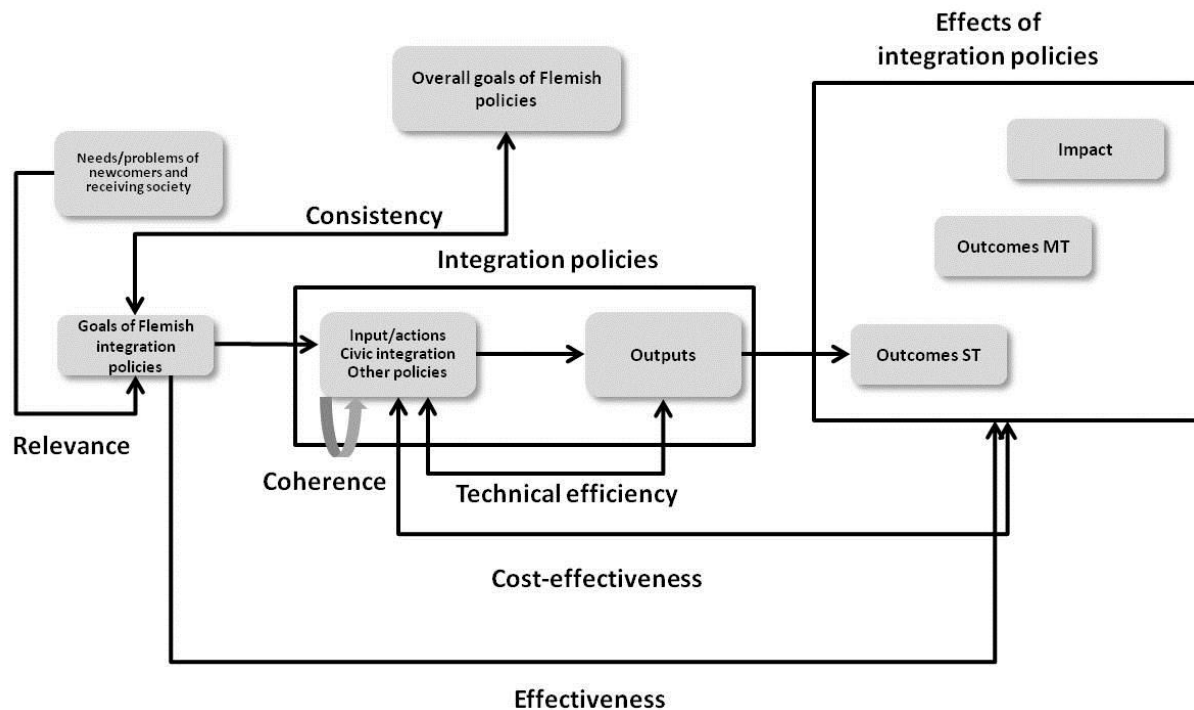 Effects of
integration policies
Overall goals of Flemish
policies
Needs/problems of
newcomers and
receiving society
Impact
Consistency
Outcomes MT
Integration policies
Goals of Flemish
integration
policies
Input/actions
Civic integration
Other policies
Outputs
Outcomes ST
Relevance
Coherence
Technical efficiency
Cost-effectiveness
Effectiveness